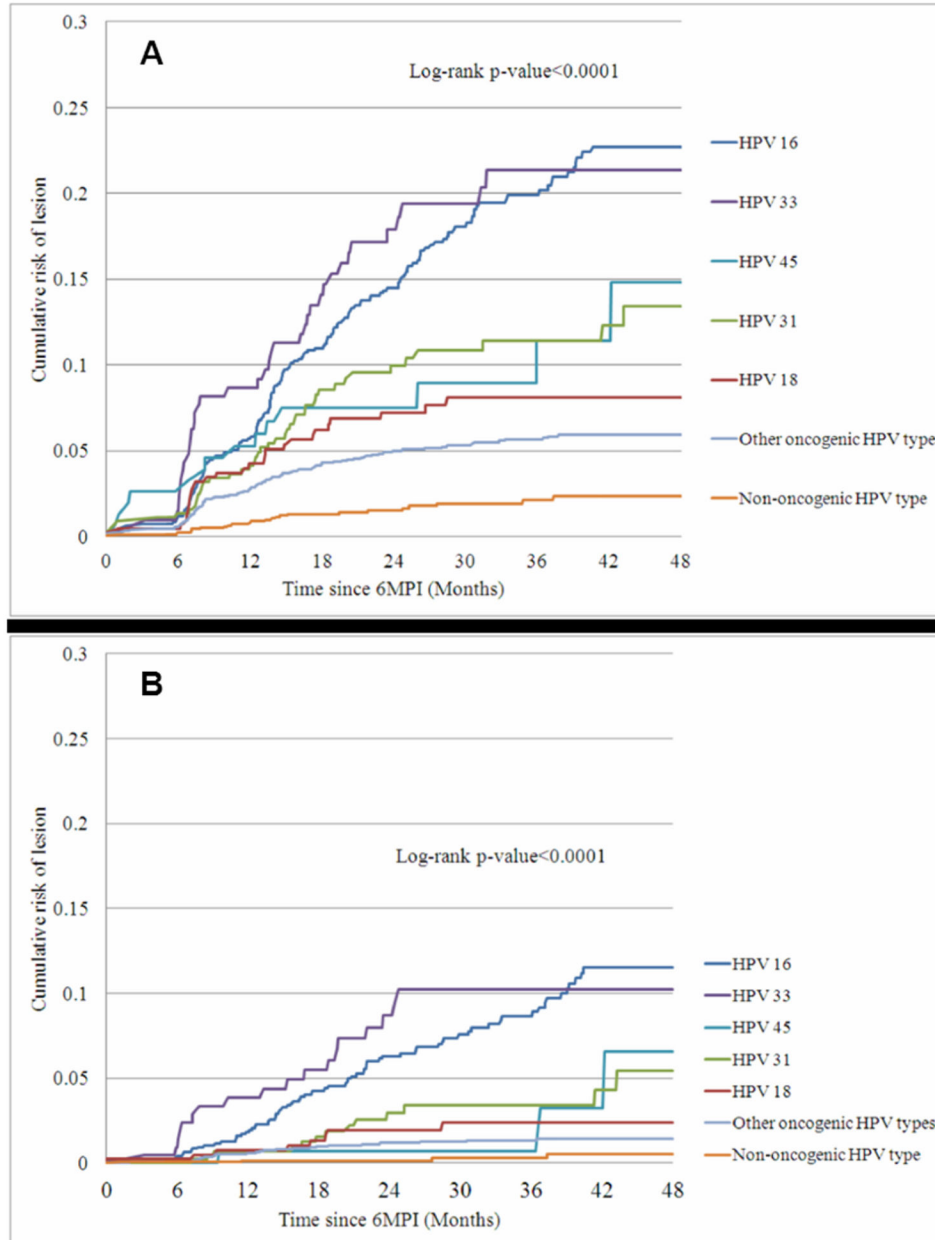 A
Log-rank p-value<0.0001
0.3
0.25
0.2
0.15
0.1
0.05
0
Cumulative risk of lesion
HPV 16
HPV 33
HPV 45
HPV 31
HPV 18
Other oncogenic HPV type
Non-oncogenic HPV type
0 6 12 18 24 30 36 42 48
Time since 6MPI (Months)
B
Log-rank p-value<0.0001
0.3
0.25
0.2
0.15
0.1
0.05
0
Cumulative risk of lesion
HPV 16
HPV 33
HPV 45
HPV 31
HPV 18
Other oncogenic HPV types
Non-oncogenic HPV type
0 6 12 18 24 30 36 42 48
Time since 6MPI (Months)